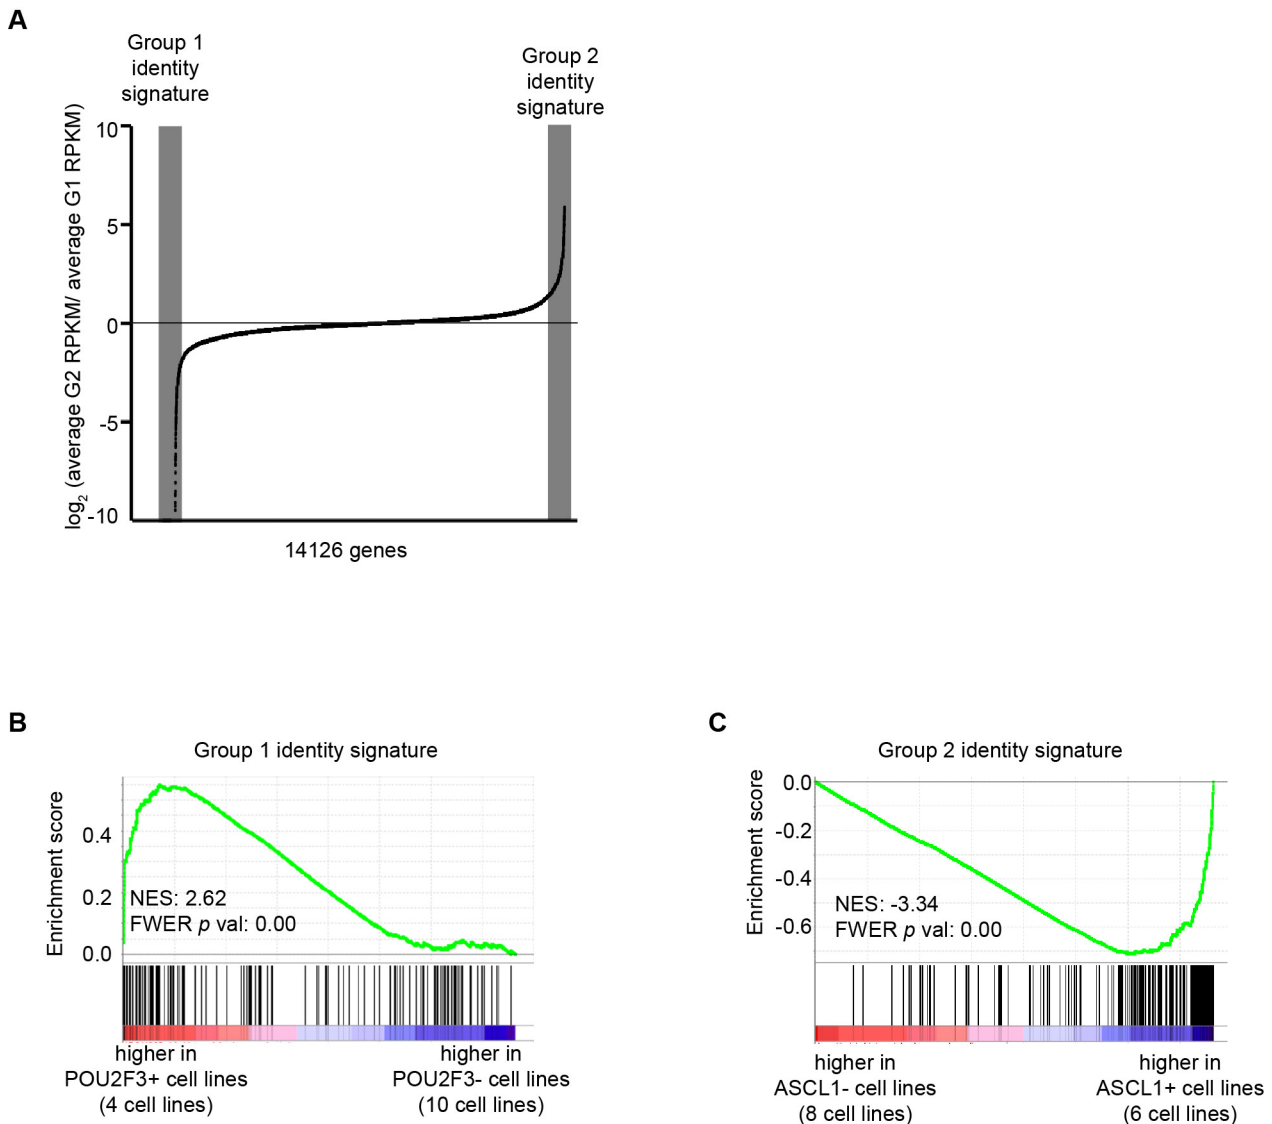 A
Group 1
identity
signature
Group 2
identity
signature
log2 (average G2 RPKM/ average G1 RPKM)
10
5
0
-5
-10
14126 genes
B
Group 1 identity signature
Enrichment score
0.4
0.2
0.0
NES: 2.62
FWER p val: 0.00
higher in
POU2F3+ cell lines
(4 cell lines)
higher in
POU2F3- cell lines
(10 cell lines)
C
Group 2 identity signature
Enrichment score
0.0
-0.2
-0.4
-0.6
NES: -3.34
FWER p val: 0.00
higher in
ASCL1- cell lines
(8 cell lines)
higher in
ASCL1+ cell lines
(6 cell lines)